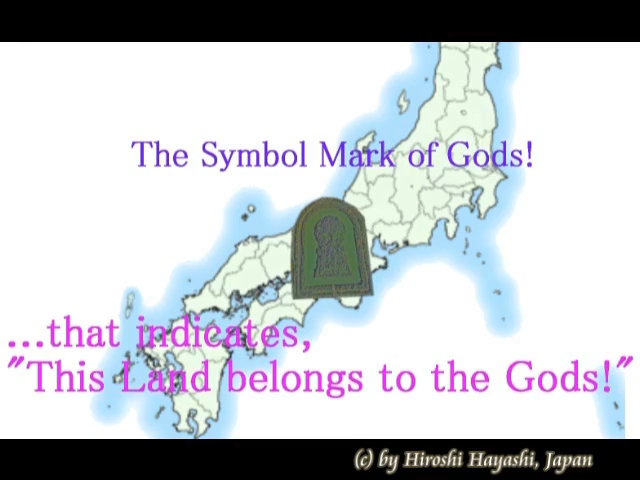 The Symbol Mark of Gods!
...that indicates,
"This Land belongs to the Gods!"
(c) by Hiroshi Hayashi, Japan